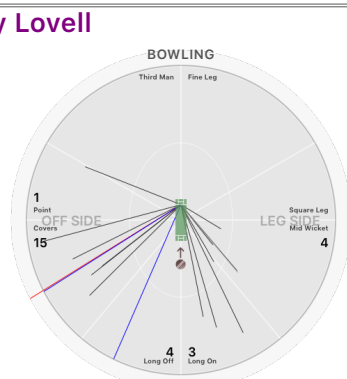 y Lovell
BOWLING
Third Man Fine Leg
1
Point
Square Leg
OFF SIDE LEG SIDE
Covers
Mid Wicket
15
4
4 3
Long Off Long On